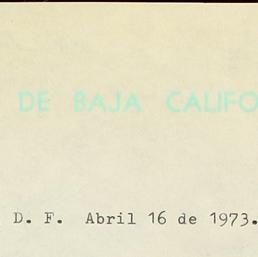 DE BAJA CALIFO
D. F. Abril 16 de 1973.